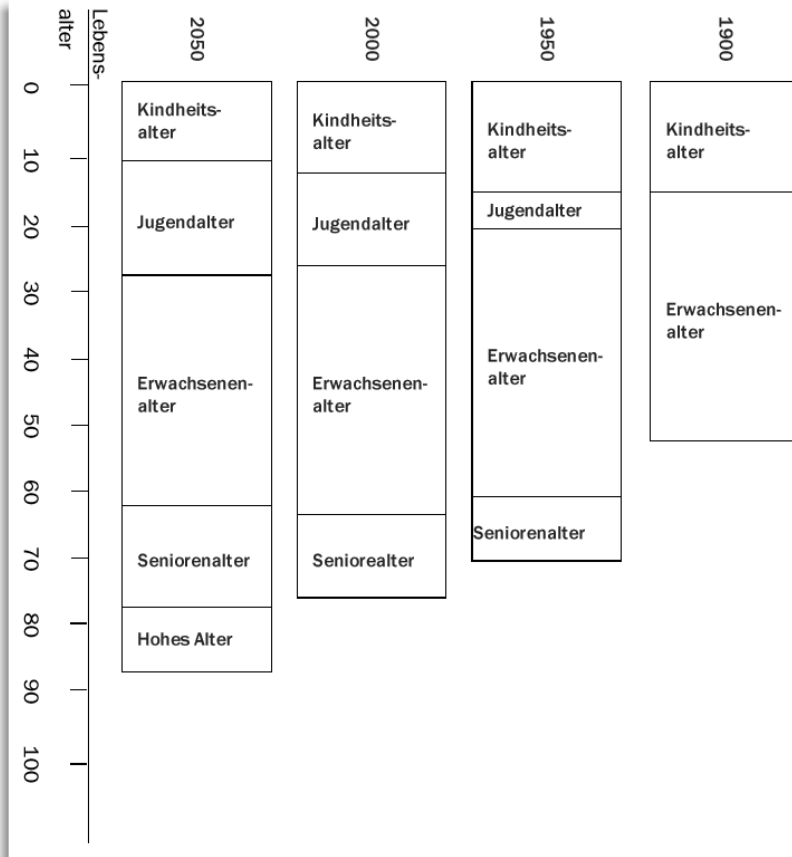 Lebens-
alter
2050
2000
1950
1900
0
10
20
30
40
50
60
70
80
90
100
Kindheits-
alter
Jugendalter
Erwachsenen-
alter
Seniorenalter
Hohes Alter
Kindheits-
alter
Jugendalter
Erwachsenen-
alter
Seniorealter
Kindheits-
alter
Jugendalter
Erwachsenen-
alter
Seniorenalter
Kindheits-
alter
Erwachsenen-
alter